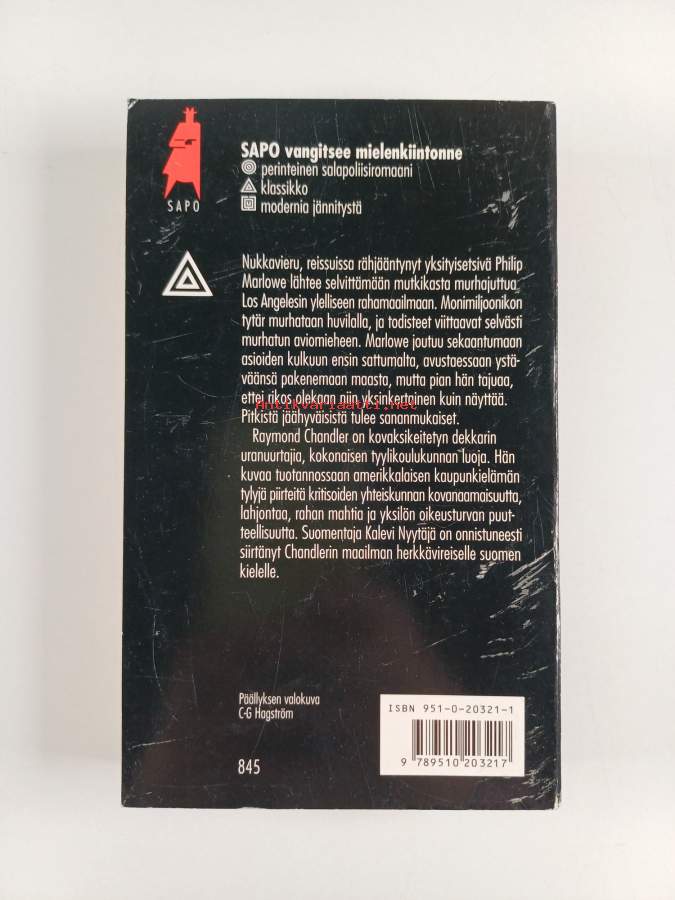 SAPO vangitsee mielenkiintonne
perinteinen salapoliisiromaani
klassikko
modernia jännitystä
SAPO
Nukkavieru, reissuissa rähjääntynyt yksityisetsivä Philip
Marlowe lähtee selvittämään mutkikasta murhajuttua
Los Angelesin ylelliseen rahamaailmaan. Monimiljoonikon
tytär murhataan huvilalla, ja todisteet viittaavat selvästi
murhatun aviomieheen. Marlowe joutuu sekaantumaan
asioiden kulkuun ensin sattumalta, avustaessaan ystä-
väänsä pakenemaan maasta, mutta pian hän tajuaa,
ettei rikos olekaan niin yksinkertainen kuin näyttää.
Antikvariaatti.net
Pitkistä jäähyväisistä tulee sananmukaiset.
Raymond Chandler on kovaksikeitetyn dekkarin
uranuurtajia, kokonaisen tyylikoulukunnan luoja. Hän
kuvaa tuotannossaan amerikkalaisen kaupunkielämän
tylyjä piirteitä kritisoiden yhteiskunnan kovanaamaisuutta,
lahjontaa, rahan mahtia ja yksilön oikeusturvan puut-
teellisuutta. Suomentaja Kalevi Nyytäjä on onnistuneesti
siirtänyt Chandlerin maailman herkkävireiselle suomen
kielelle.
Päällyksen valokuva
C-G Hagström
845
ISBN 951-0-20321-1
9 789510 203217